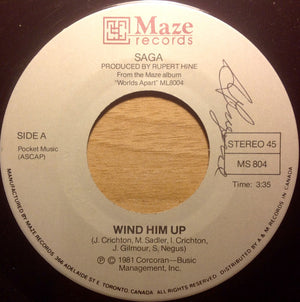 Maze
records
SAGA
PRODUCED BY RUPERT HINE
From the Maze album
"Worlds Apart" ML8004
SIDE A
Pocket Music
(ASCAP)
STEREO 45
MS 804
Time: 3:35
WIND HIM UP
(J. Crichton, M. Sadler, I. Crichton,
J. Gilmour, S. Negus)
℗ © 1981 Corcoran—Busic
Management, Inc.
MANUFACTURED BY MAZE RECORDS, 366 ADELAIDE ST E. TORONTO, CANADA. ALL RIGHTS RESERVED. DISTRIBUTED BY A & M RECORDS OF CANADA